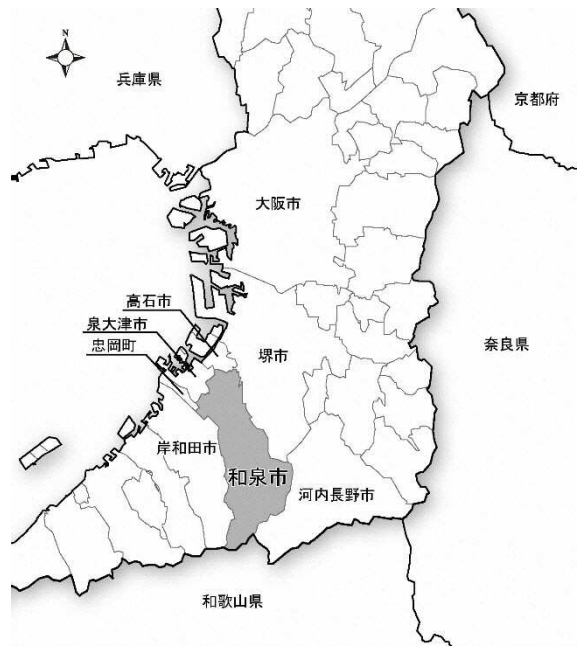 N
兵庫県
京都府
大阪市
高石市
泉大津市
忠岡町
堺市
奈良県
岸和田市
和泉市
河内長野市
和歌山県